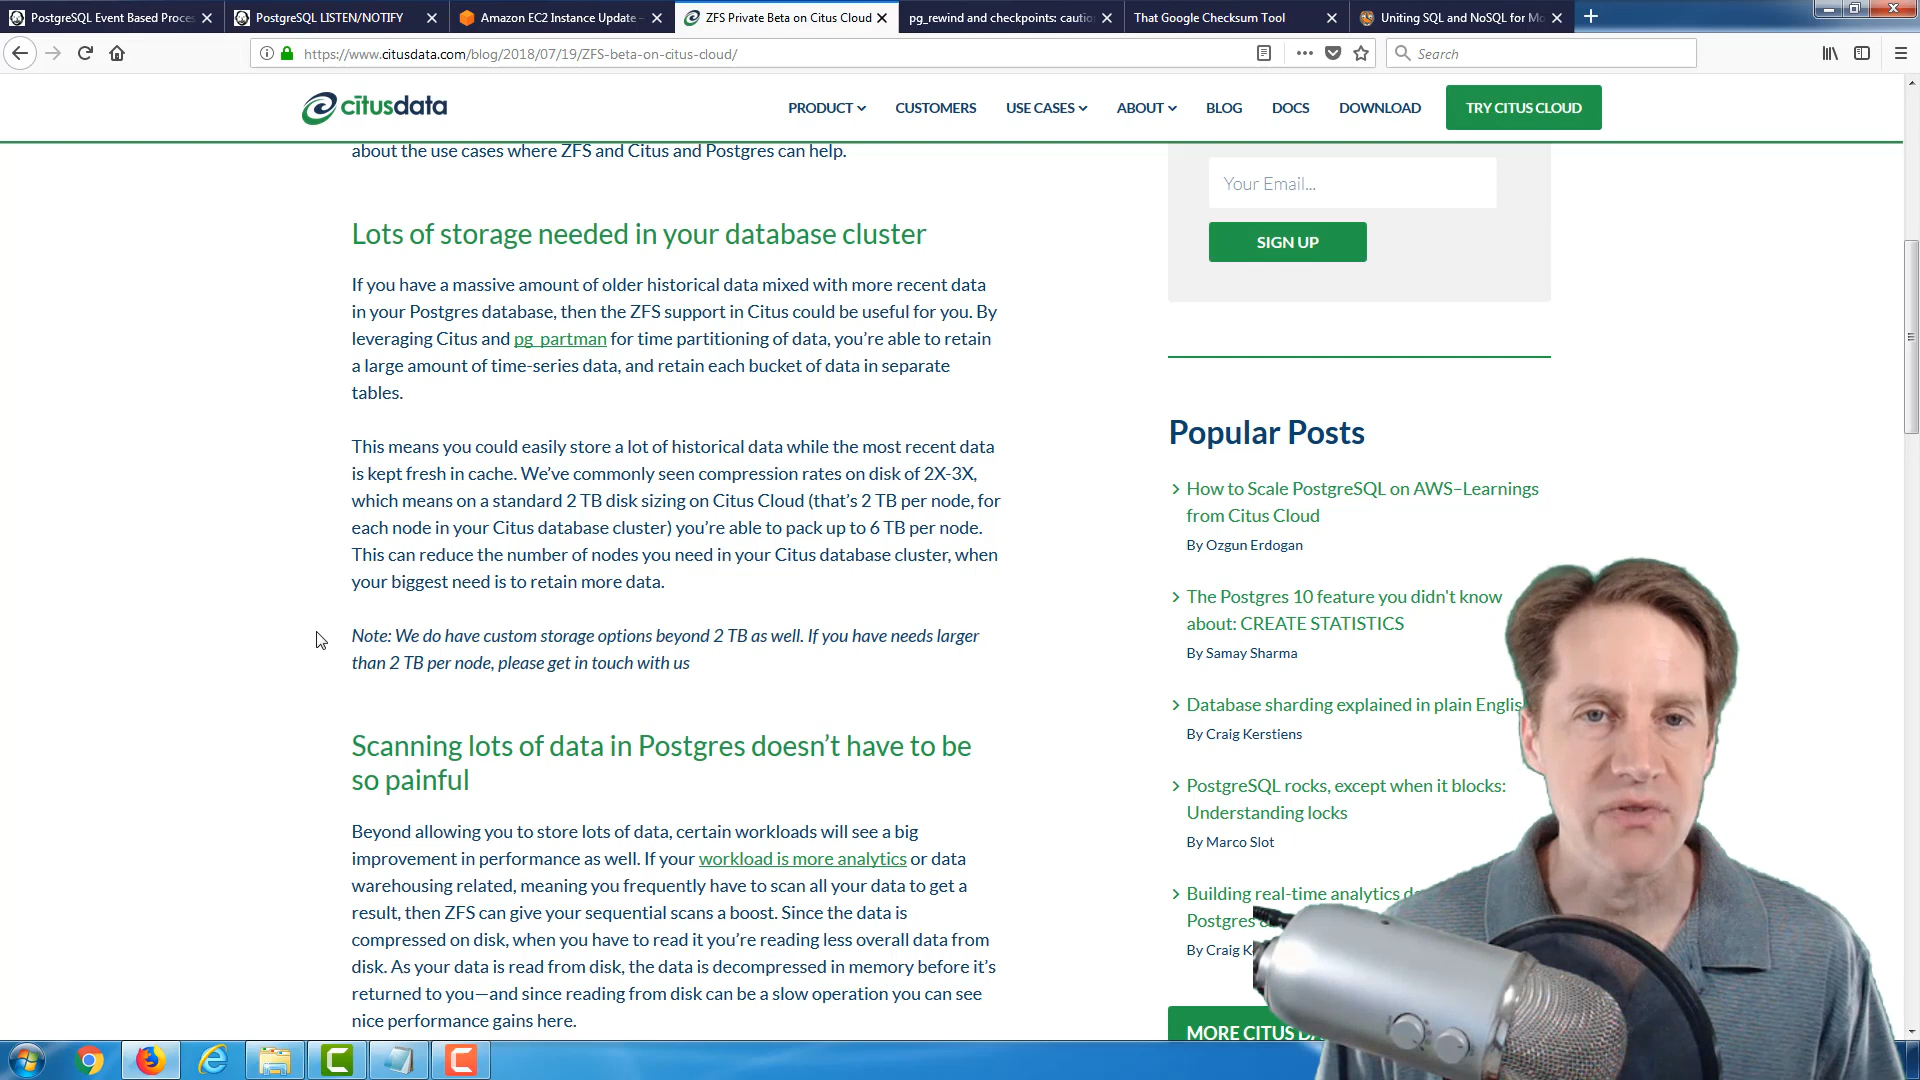 PostgreSQL Event Based Proces
PostgreSQL LISTEN/NOTIFY
Amazon EC2 Instance Update –
ZFS Private Beta on Citus Cloud
pg_rewind and checkpoints: cautio
That Google Checksum Tool
Uniting SQL and NoSQL for Mo
https://www.citusdata.com/blog/2018/07/19/ZFS-beta-on-citus-cloud/
Search
citusdata
PRODUCT
CUSTOMERS
USE CASES
ABOUT
BLOG
DOCS
DOWNLOAD
TRY CITUS CLOUD
about the use cases where ZFS and Citus and Postgres can help.
Lots of storage needed in your database cluster
If you have a massive amount of older historical data mixed with more recent data
in your Postgres database, then the ZFS support in Citus could be useful for you. By
leveraging Citus and pg_partman for time partitioning of data, you're able to retain
a large amount of time-series data, and retain each bucket of data in separate
tables.
This means you could easily store a lot of historical data while the most recent data
is kept fresh in cache. We've commonly seen compression rates on disk of 2X-3X,
which means on a standard 2 TB disk sizing on Citus Cloud (that's 2 TB per node, for
each node in your Citus database cluster) you're able to pack up to 6 TB per node.
This can reduce the number of nodes you need in your Citus database cluster, when
your biggest need is to retain more data.
Note: We do have custom storage options beyond 2 TB as well. If you have needs larger
than 2 TB per node, please get in touch with us
Scanning lots of data in Postgres doesn't have to be
so painful
Beyond allowing you to store lots of data, certain workloads will see a big
improvement in performance as well. If your workload is more analytics or data
warehousing related, meaning you frequently have to scan all your data to get a
result, then ZFS can give your sequential scans a boost. Since the data is
compressed on disk, when you have to read it you're reading less overall data from
disk. As your data is read from disk, the data is decompressed in memory before it's
returned to you—and since reading from disk can be a slow operation you can see
nice performance gains here.
Your Email...
SIGN UP
Popular Posts
How to Scale PostgreSQL on AWS–Learnings
from Citus Cloud
By Ozgun Erdogan
The Postgres 10 feature you didn't know
about: CREATE STATISTICS
By Samay Sharma
Database sharding explained in plain Englis
By Craig Kerstiens
PostgreSQL rocks, except when it blocks:
Understanding locks
By Marco Slot
Building real-time analytics da
Postgres
By Craig K
MORE CITUS DA